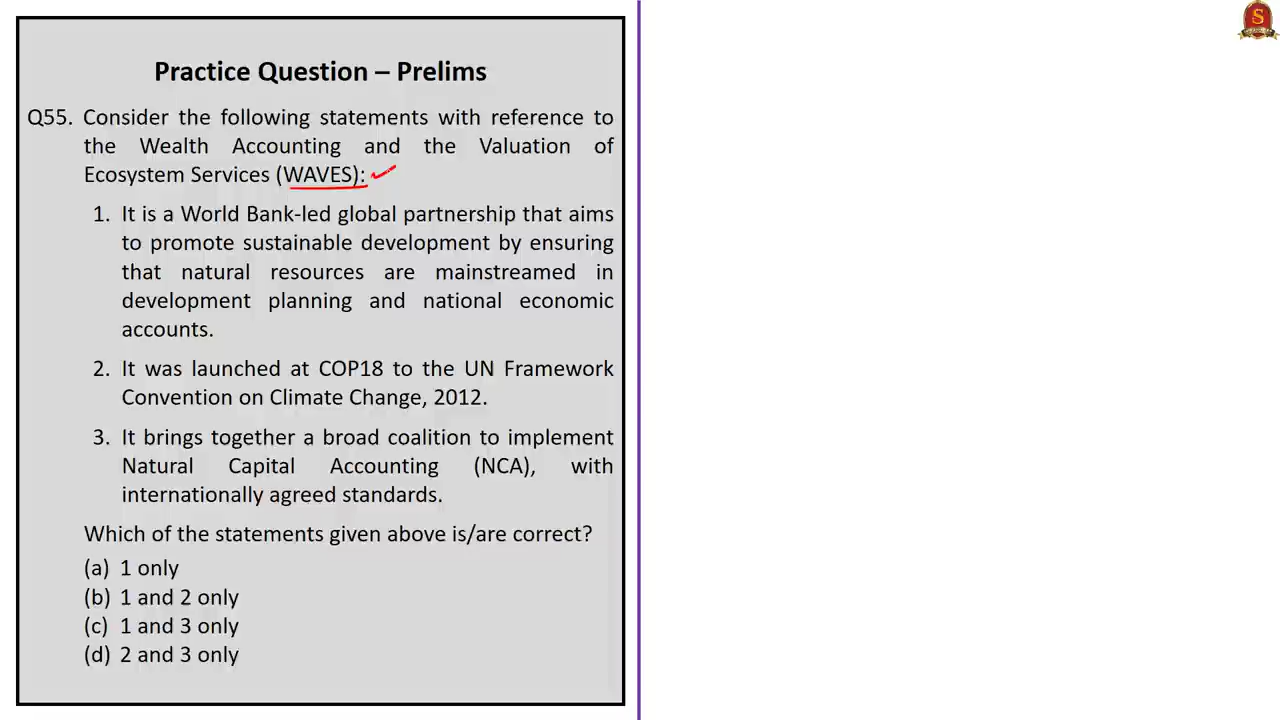 Practice Question – Prelims
Q55. Consider the following statements with reference to
the Wealth Accounting and the Valuation of
Ecosystem Services (WAVES):
1. It is a World Bank-led global partnership that aims
to promote sustainable development by ensuring
that natural resources are mainstreamed in
development planning and national economic
accounts.
2. It was launched at COP18 to the UN Framework
Convention on Climate Change, 2012.
3. It brings together a broad coalition to implement
Natural Capital Accounting (NCA), with
internationally agreed standards.
Which of the statements given above is/are correct?
(a) 1 only
(b) 1 and 2 only
(c) 1 and 3 only
(d) 2 and 3 only
S